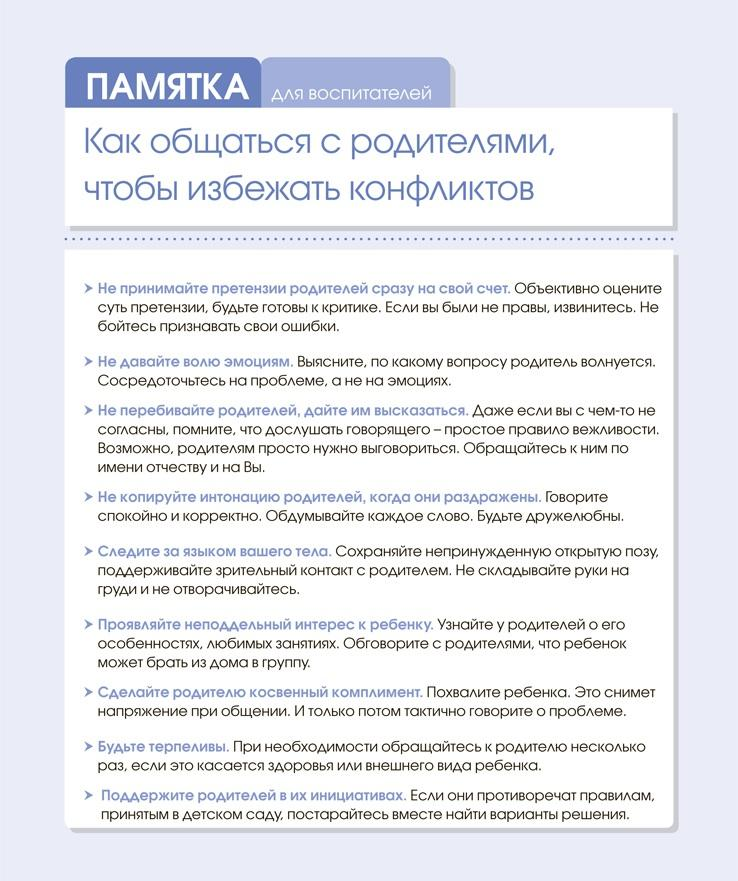 ПАМЯТКА для воспитателей
Как общаться с родителями,
чтобы избежать конфликтов
➤ Не принимайте претензии родителей сразу на свой счет. Объективно оцените
суть претензии, будьте готовы к критике. Если вы были не правы, извинитесь. Не
бойтесь признавать свои ошибки.
➤ Не давайте волю эмоциям. Выясните, по какому вопросу родитель волнуется.
Сосредоточьтесь на проблеме, а не на эмоциях.
➤ Не перебивайте родителей, дайте им высказаться. Даже если вы с чем-то не
согласны, помните, что дослушать говорящего – простое правило вежливости.
Возможно, родителям просто нужно выговориться. Обращайтесь к ним по
имени отчеству и на Вы.
➤ Не копируйте интонацию родителей, когда они раздражены. Говорите
спокойно и корректно. Обдумывайте каждое слово. Будьте дружелюбны.
➤ Следите за языком вашего тела. Сохраняйте непринужденную открытую позу,
поддерживайте зрительный контакт с родителем. Не складывайте руки на
груди и не отворачивайтесь.
➤ Проявляйте неподдельный интерес к ребенку. Узнайте у родителей о его
особенностях, любимых занятиях. Обговорите с родителями, что ребенок
может брать из дома в группу.
➤ Сделайте родителю косвенный комплимент. Похвалите ребенка. Это снимет
напряжение при общении. И только потом тактично говорите о проблеме.
➤ Будьте терпеливы. При необходимости обращайтесь к родителю несколько
раз, если это касается здоровья или внешнего вида ребенка.
➤ Поддержите родителей в их инициативах. Если они противоречат правилам,
принятым в детском саду, постарайтесь вместе найти варианты решения.